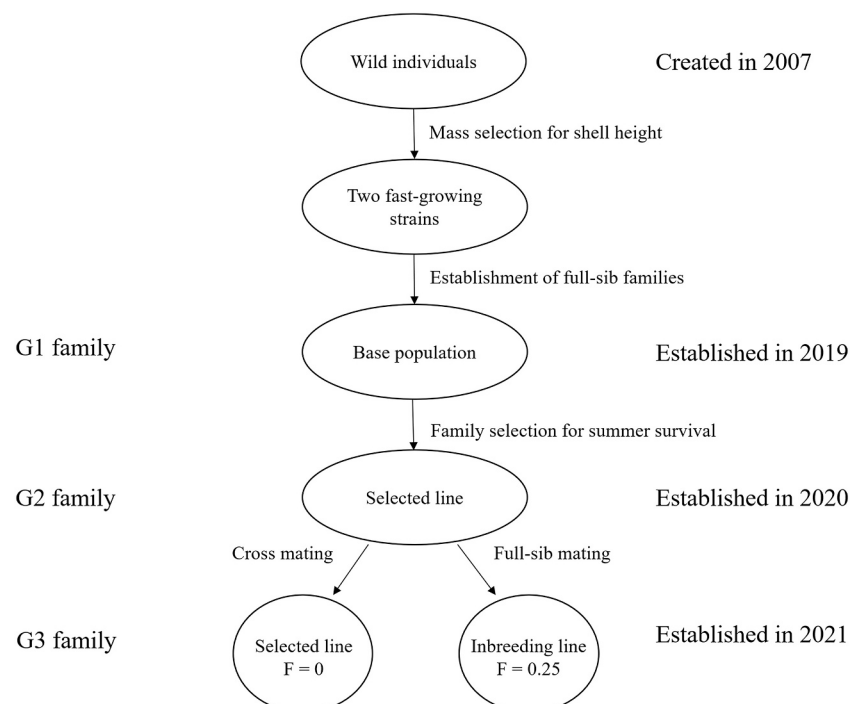 Wild individuals
Created in 2007
Mass selection for shell height
Two fast-growing
strains
Establishment of full-sib families
G1 family
Base population
Established in 2019
Family selection for summer survival
G2 family
Selected line
Established in 2020
Cross mating
Full-sib mating
G3 family
Selected line
F = 0
Inbreeding line
F = 0.25
Established in 2021